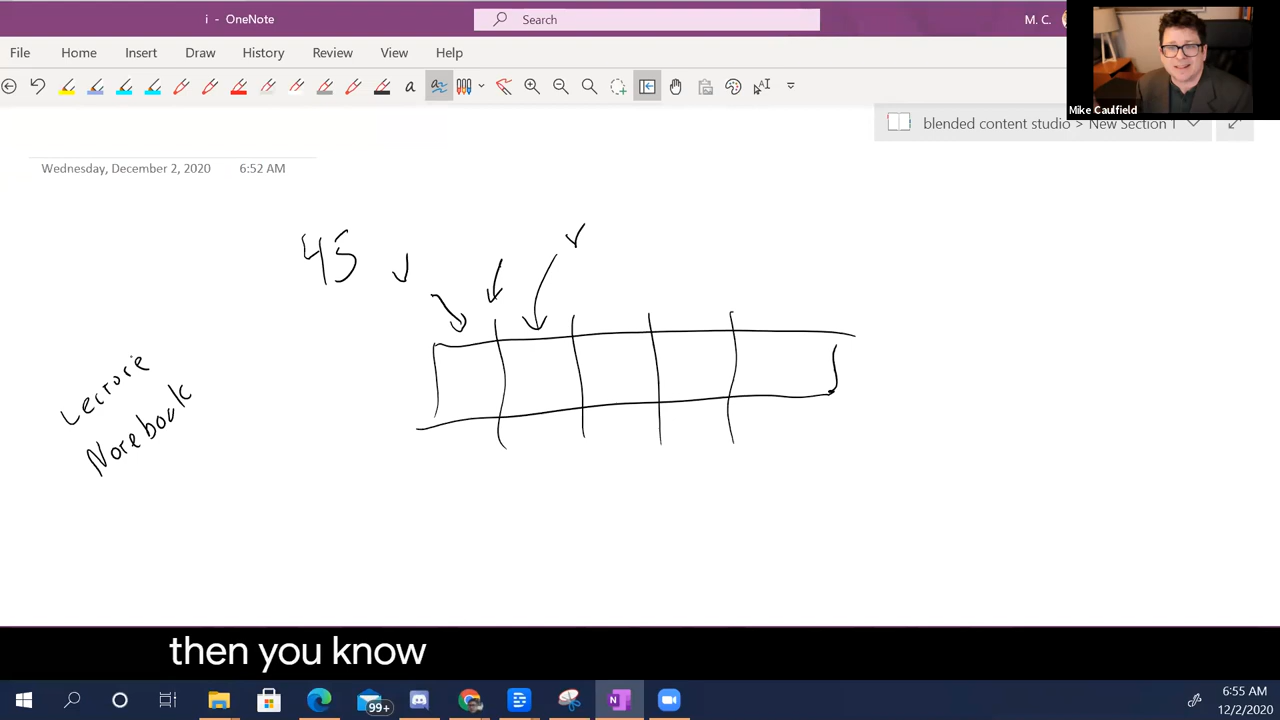 i - OneNote
Search
M. C.
File Home Insert Draw History Review View Help
Mike Caulfield
blended content studio > New Section 1
Wednesday, December 2, 2020 6:52 AM
45
Lecture
Notebook
then you know
99+
6:55 AM
12/2/2020